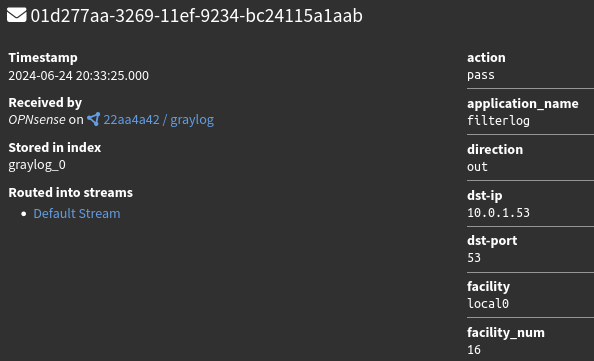 01d277aa-3269-11ef-9234-bc24115a1aab
Timestamp
2024-06-24 20:33:25.000
Received by
OPNsense on 22aa4a42 / graylog
Stored in index
graylog_0
Routed into streams
• Default Stream
action
pass
application_name
filterlog
direction
out
dst-ip
10.0.1.53
dst-port
53
facility
local0
facility_num
16